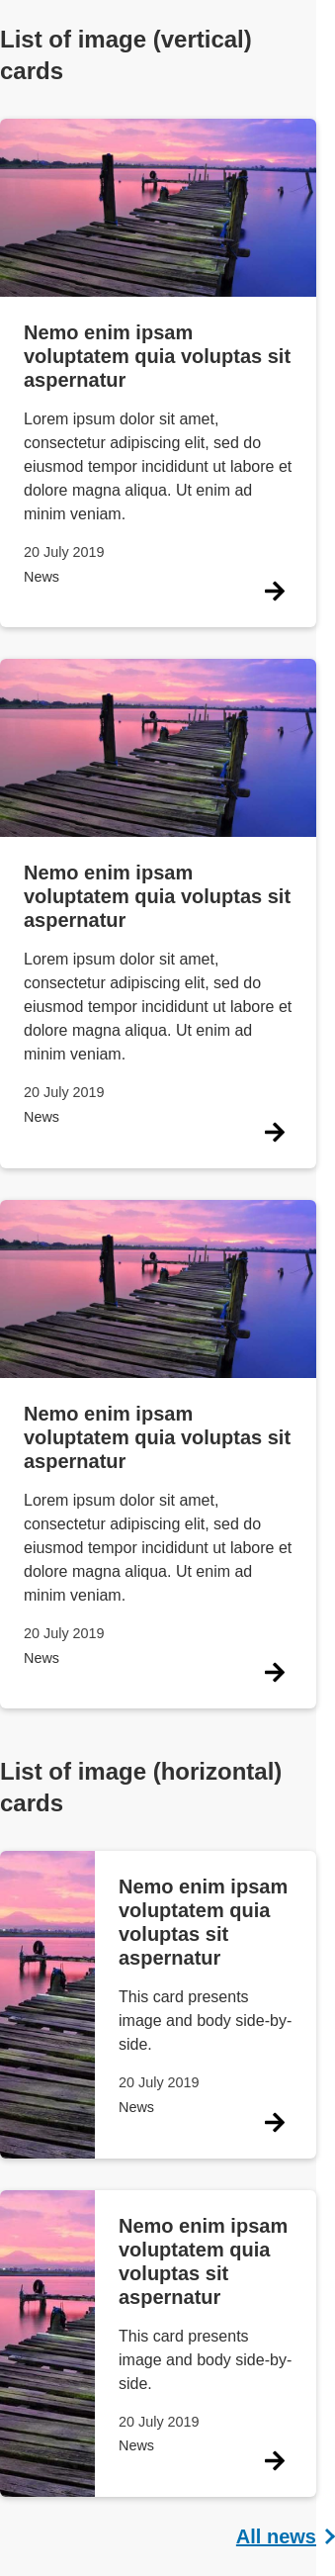 List of image (vertical)
cards
Nemo enim ipsam
voluptatem quia voluptas sit
aspernatur
Lorem ipsum dolor sit amet,
consectetur adipiscing elit, sed do
eiusmod tempor incididunt ut labore et
dolore magna aliqua. Ut enim ad
minim veniam.
20 July 2019
News
Nemo enim ipsam
voluptatem quia voluptas sit
aspernatur
Lorem ipsum dolor sit amet,
consectetur adipiscing elit, sed do
eiusmod tempor incididunt ut labore et
dolore magna aliqua. Ut enim ad
minim veniam.
20 July 2019
News
Nemo enim ipsam
voluptatem quia voluptas sit
aspernatur
Lorem ipsum dolor sit amet,
consectetur adipiscing elit, sed do
eiusmod tempor incididunt ut labore et
dolore magna aliqua. Ut enim ad
minim veniam.
20 July 2019
News
List of image (horizontal)
cards
Nemo enim ipsam
voluptatem quia
voluptas sit
aspernatur
This card presents
image and body side-by-
side.
20 July 2019
News
Nemo enim ipsam
voluptatem quia
voluptas sit
aspernatur
This card presents
image and body side-by-
side.
20 July 2019
News
All news